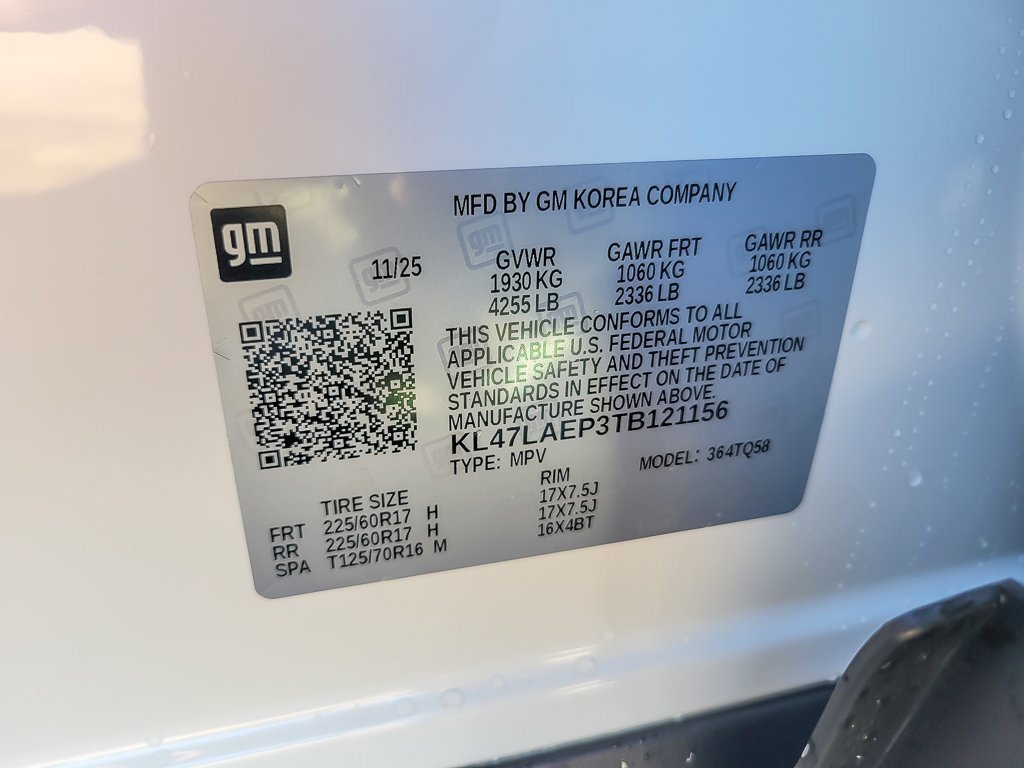 gm
MFD BY GM KOREA COMPANY
11/25
GVWR GAWR FRT GAWR RR
1930 KG 1060 KG 1060 KG
4255 LB 2336 LB 2336 LB
THIS VEHICLE CONFORMS TO ALL
APPLICABLE U.S. FEDERAL MOTOR
VEHICLE SAFETY AND THEFT PREVENTION
STANDARDS IN EFFECT ON THE DATE OF
MANUFACTURE SHOWN ABOVE.
KL47LAEP3TB121156
TYPE: MPV MODEL: 364TQ58
TIRE SIZE RIM
FRT 225/60R17 H 17X7.5J
RR 225/60R17 H 17X7.5J
SPA T125/70R16 M 16X4BT